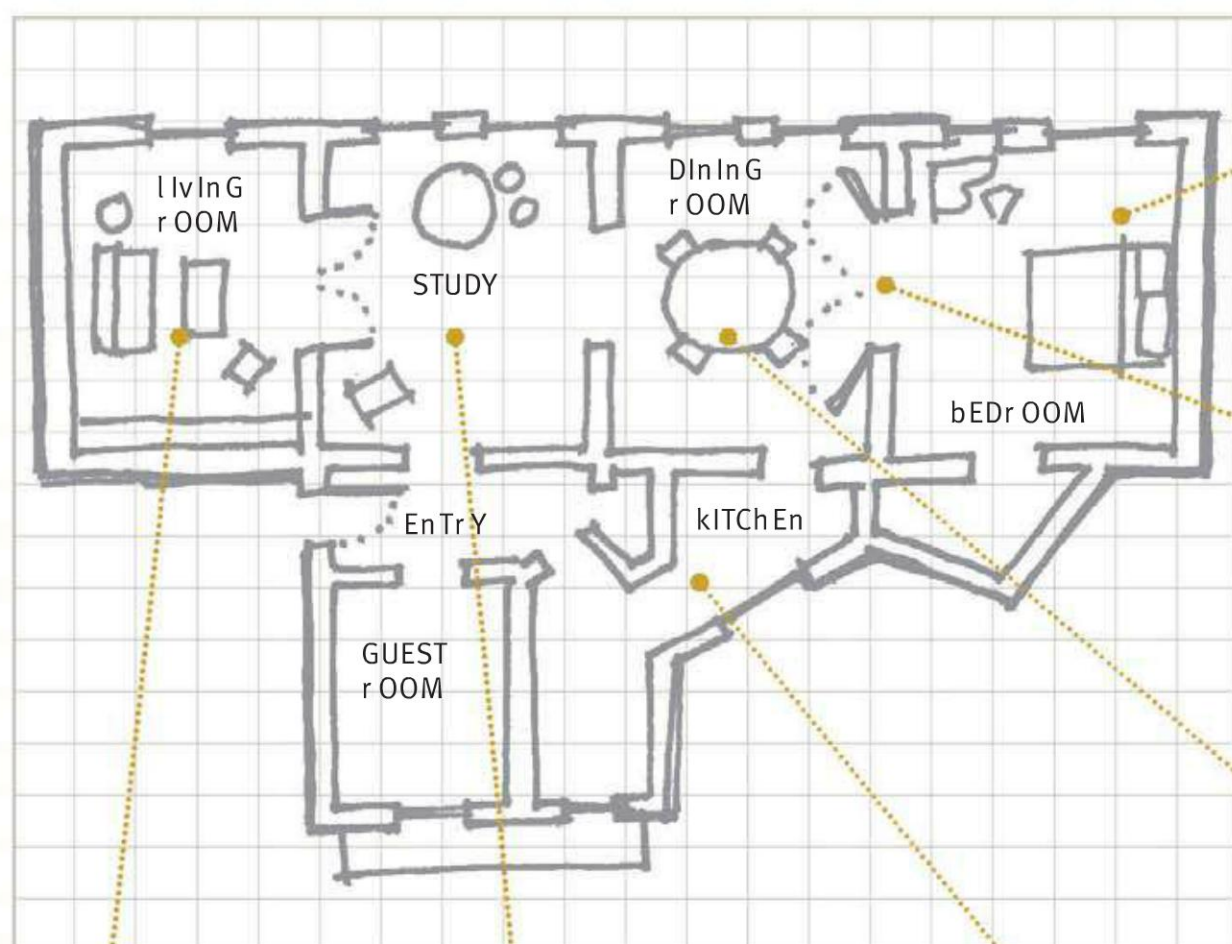 lIvInG
rOOM
DInInG
rOOM
STUDY
bEDrOOM
EnTrY
kITChEn
GUEST
rOOM